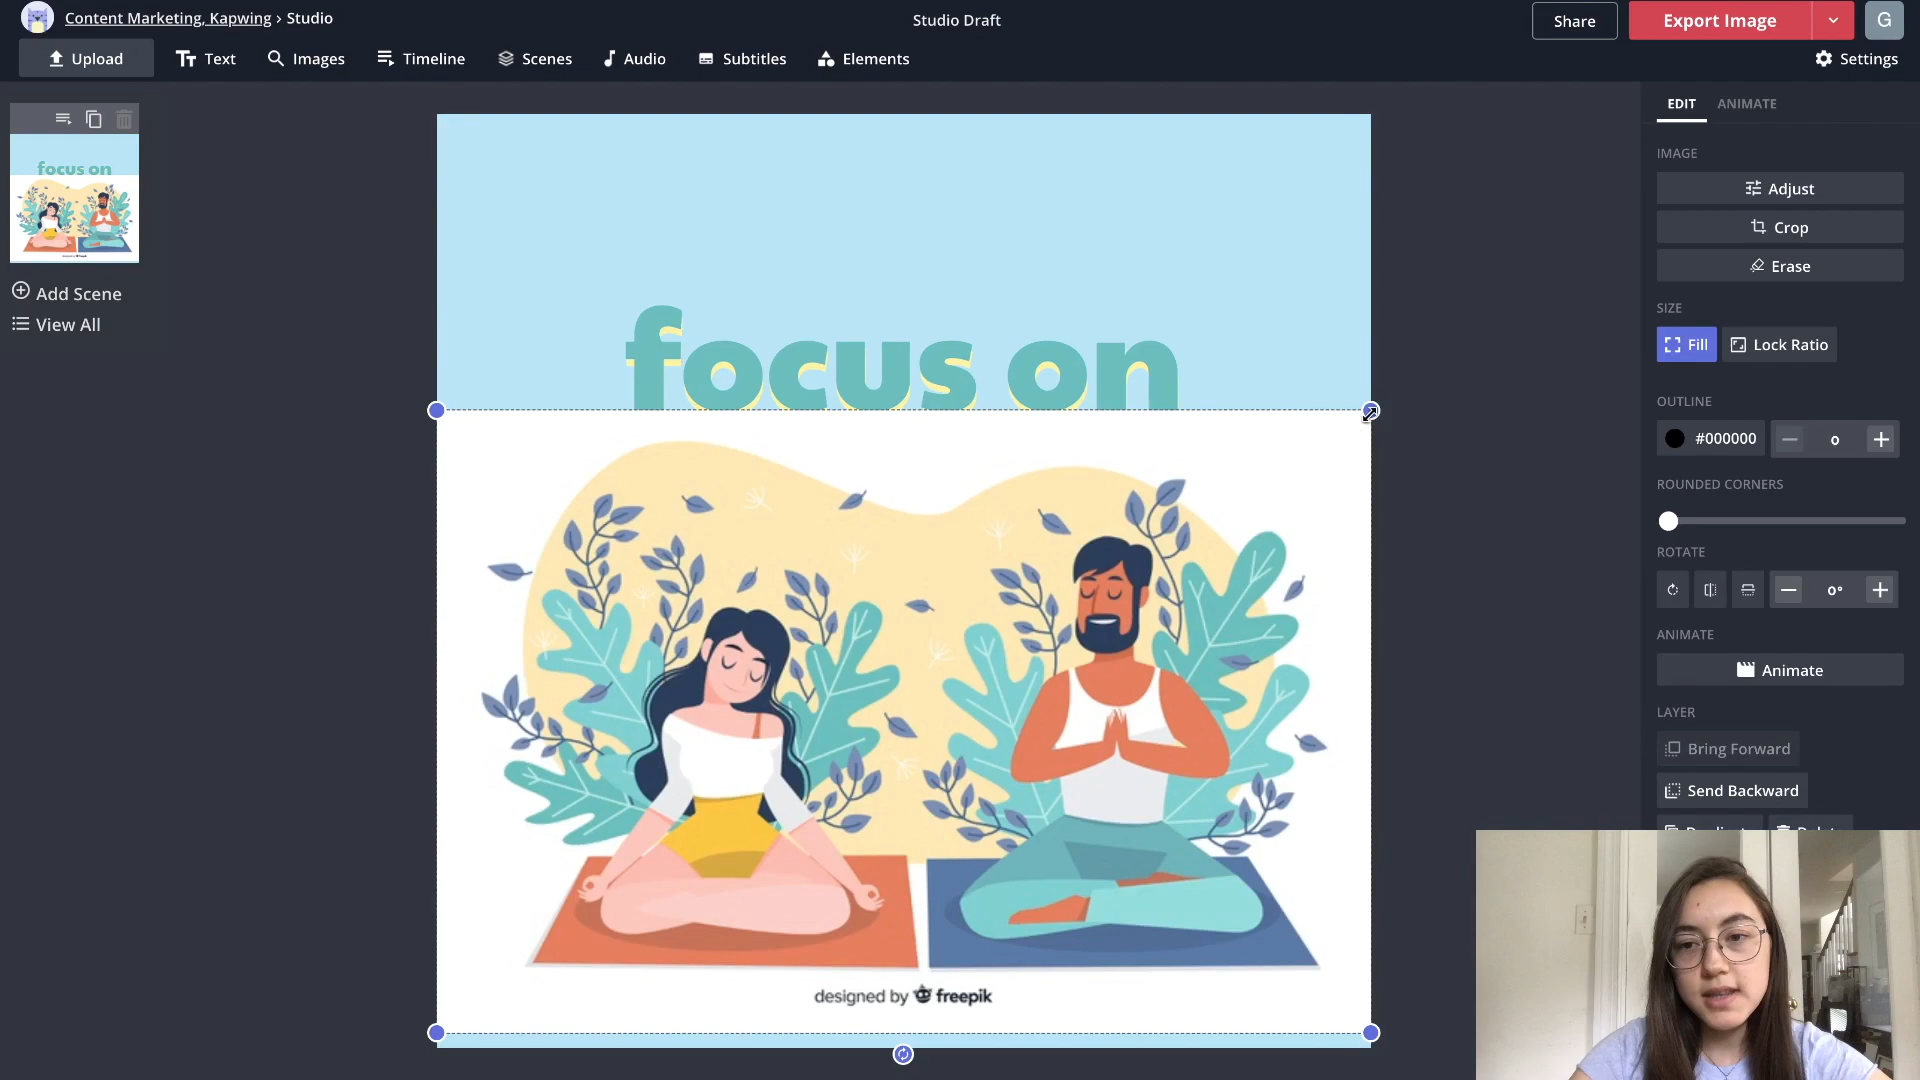 Content Marketing, Kapwing › Studio
Studio Draft
Share
Export Image
G
Upload
Text
Images
Timeline
Scenes
Audio
Subtitles
Elements
Settings
focus on
Add Scene
View All
focus on
designed by freepik
EDIT
ANIMATE
IMAGE
Adjust
Crop
Erase
SIZE
Fill
Lock Ratio
OUTLINE
#000000
0
ROUNDED CORNERS
ROTATE
0°
ANIMATE
Animate
LAYER
Bring Forward
Send Backward